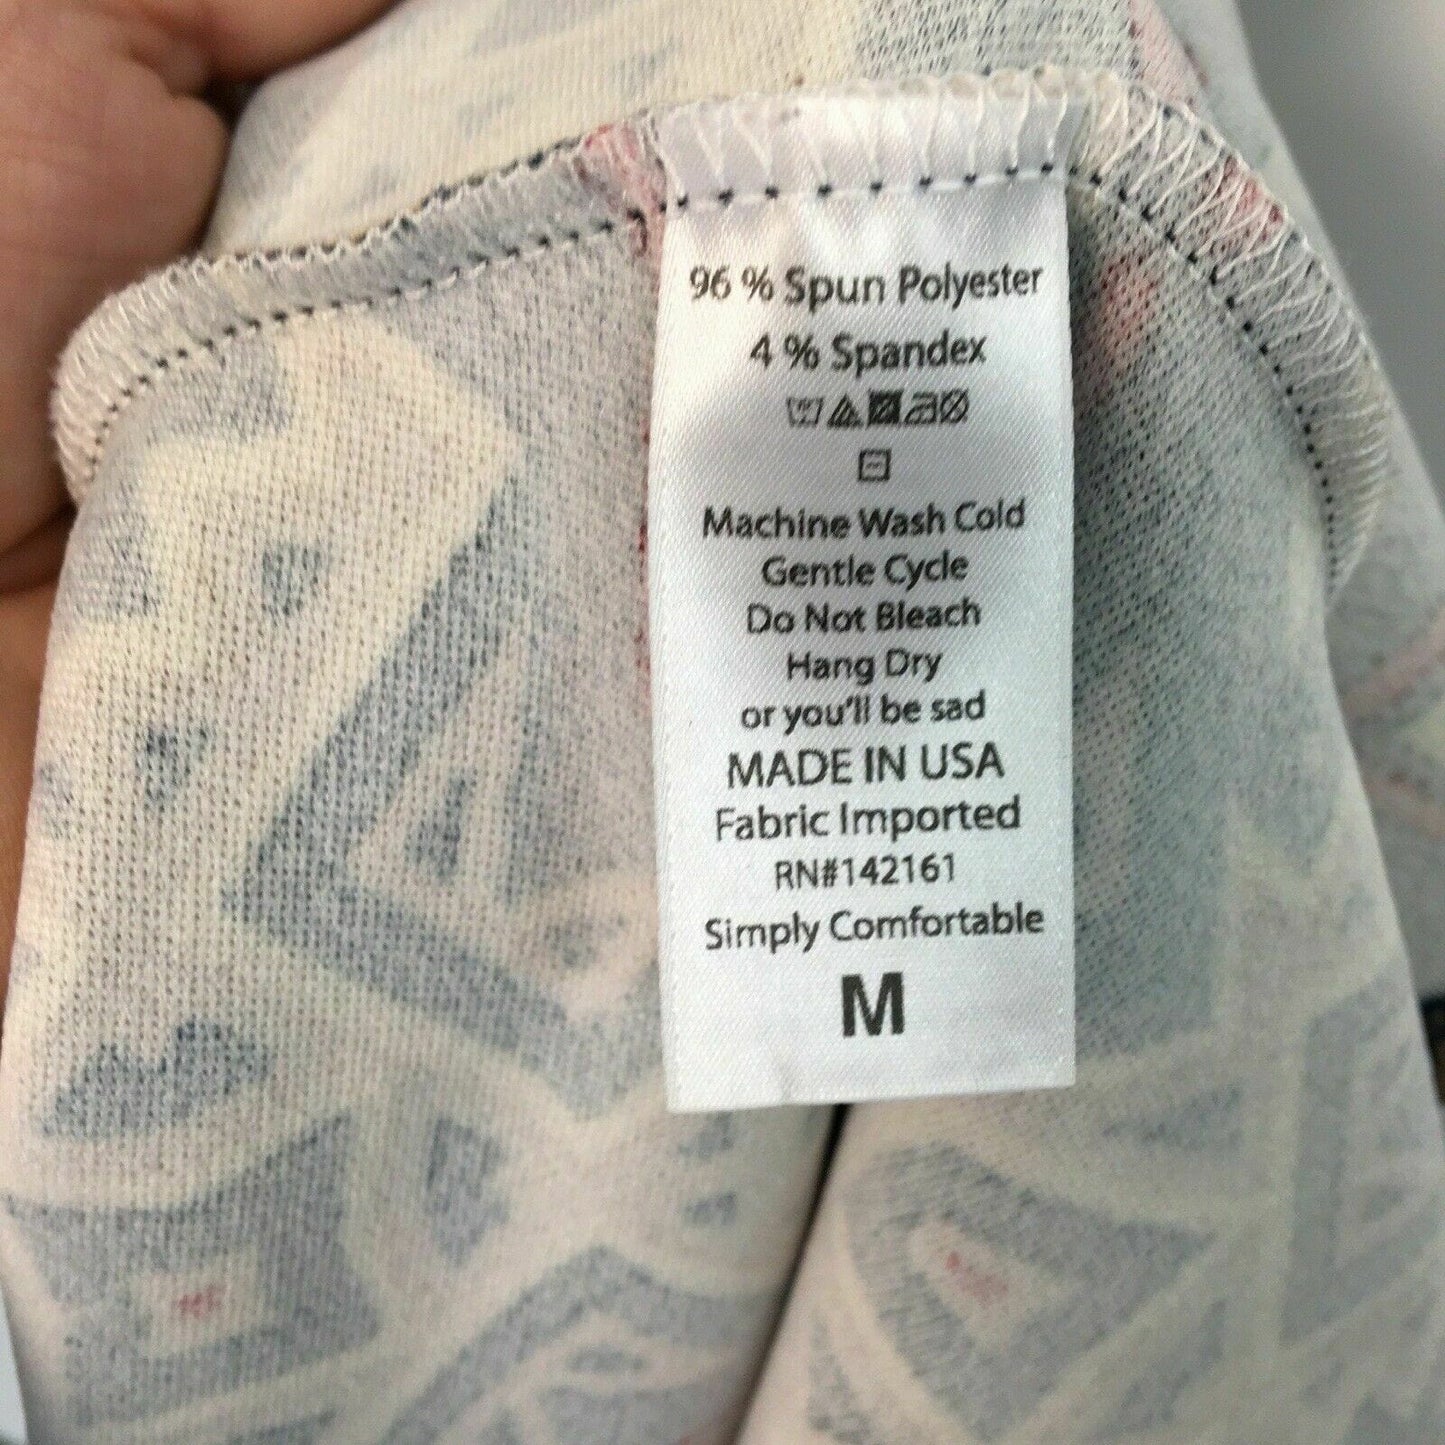 96 % Spun Polyester
4 % Spandex
Machine Wash Cold
Gentle Cycle
Do Not Bleach
Hang Dry
or you'll be sad
MADE IN USA
Fabric Imported
RN#142161
Simply Comfortable
M